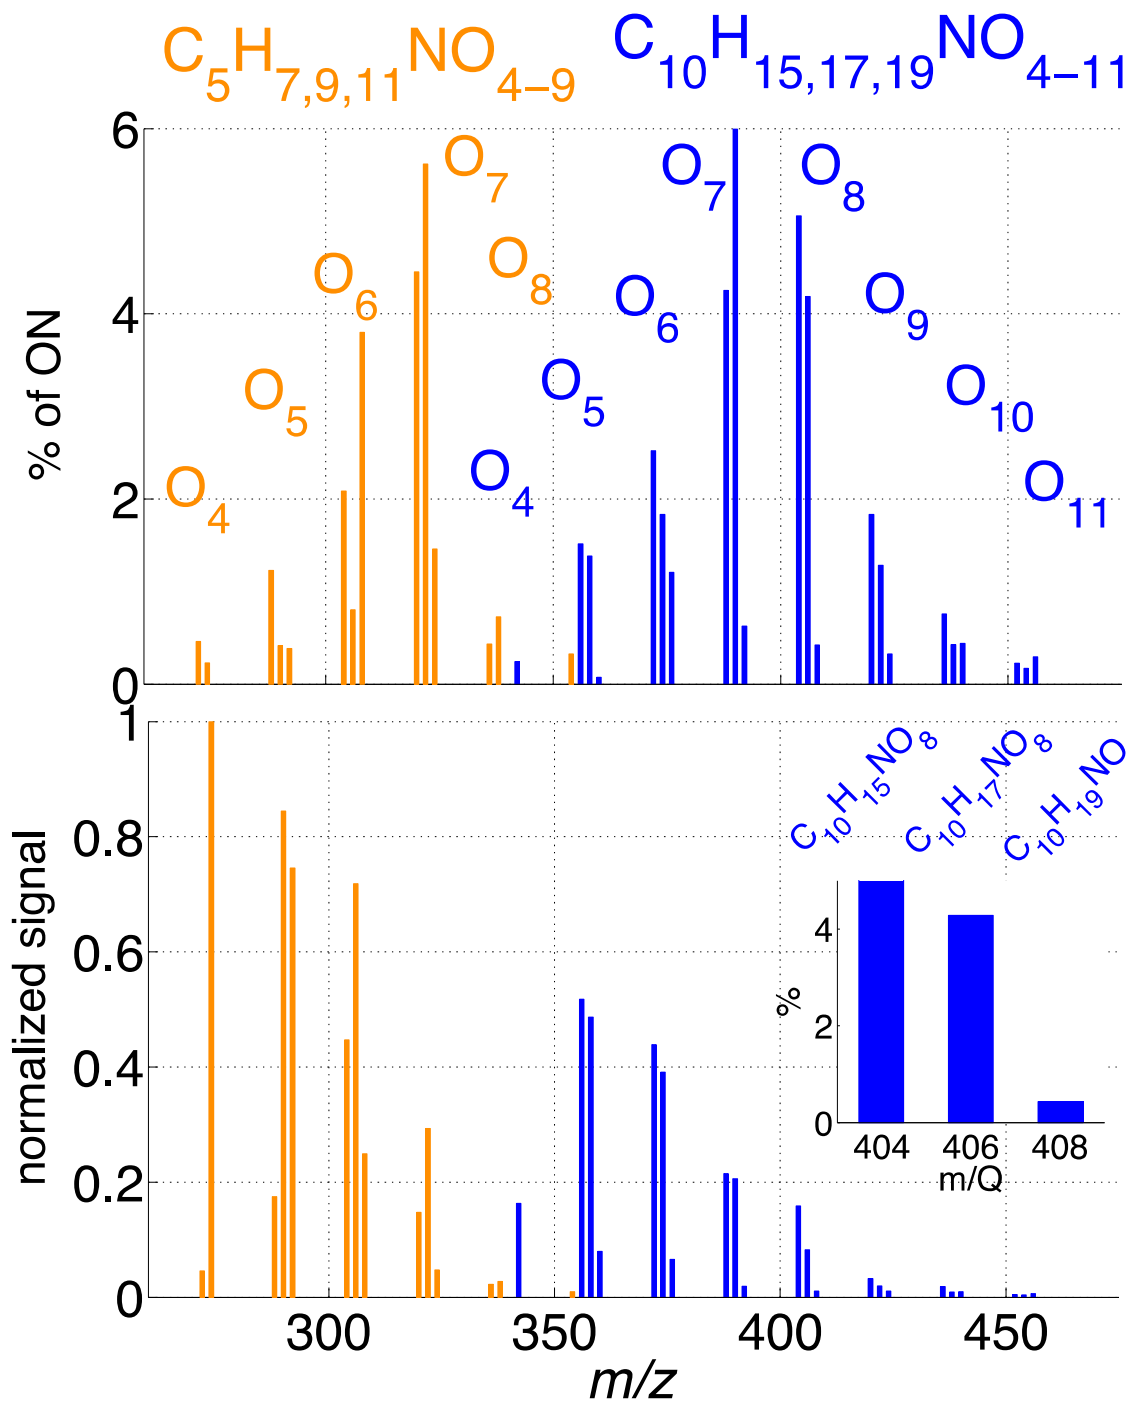 C5H7,9,11NO4–9 C10H15,17,19NO4–11
6
O7 O7 O8
O8
O6 O6 O9
4
% of ON
O5 O5 O10
O4 O4 O11
2
0
1
C10H15NO8 C10H17NO8 C10H19NO
0.8
normalized signal
4
0.6
%
2
0.4
0
404 406 408
m/Q
0.2
0
300 350 400 450
m/z